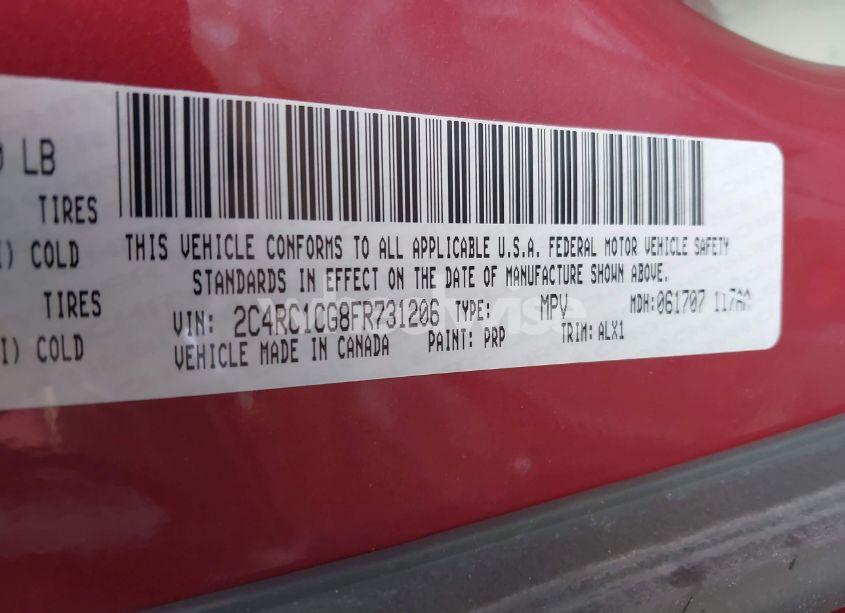 LB
TIRES
COLD
TIRES
COLD
THIS VEHICLE CONFORMS TO ALL APPLICABLE U.S.A. FEDERAL MOTOR VEHICLE SAFETY
STANDARDS IN EFFECT ON THE DATE OF MANUFACTURE SHOWN ABOVE.
VIN: 2C4RC1CG8FR731206 TYPE: MPV MDH: 061707 117AA
VEHICLE MADE IN CANADA PAINT: PRP TRIM: ALX1